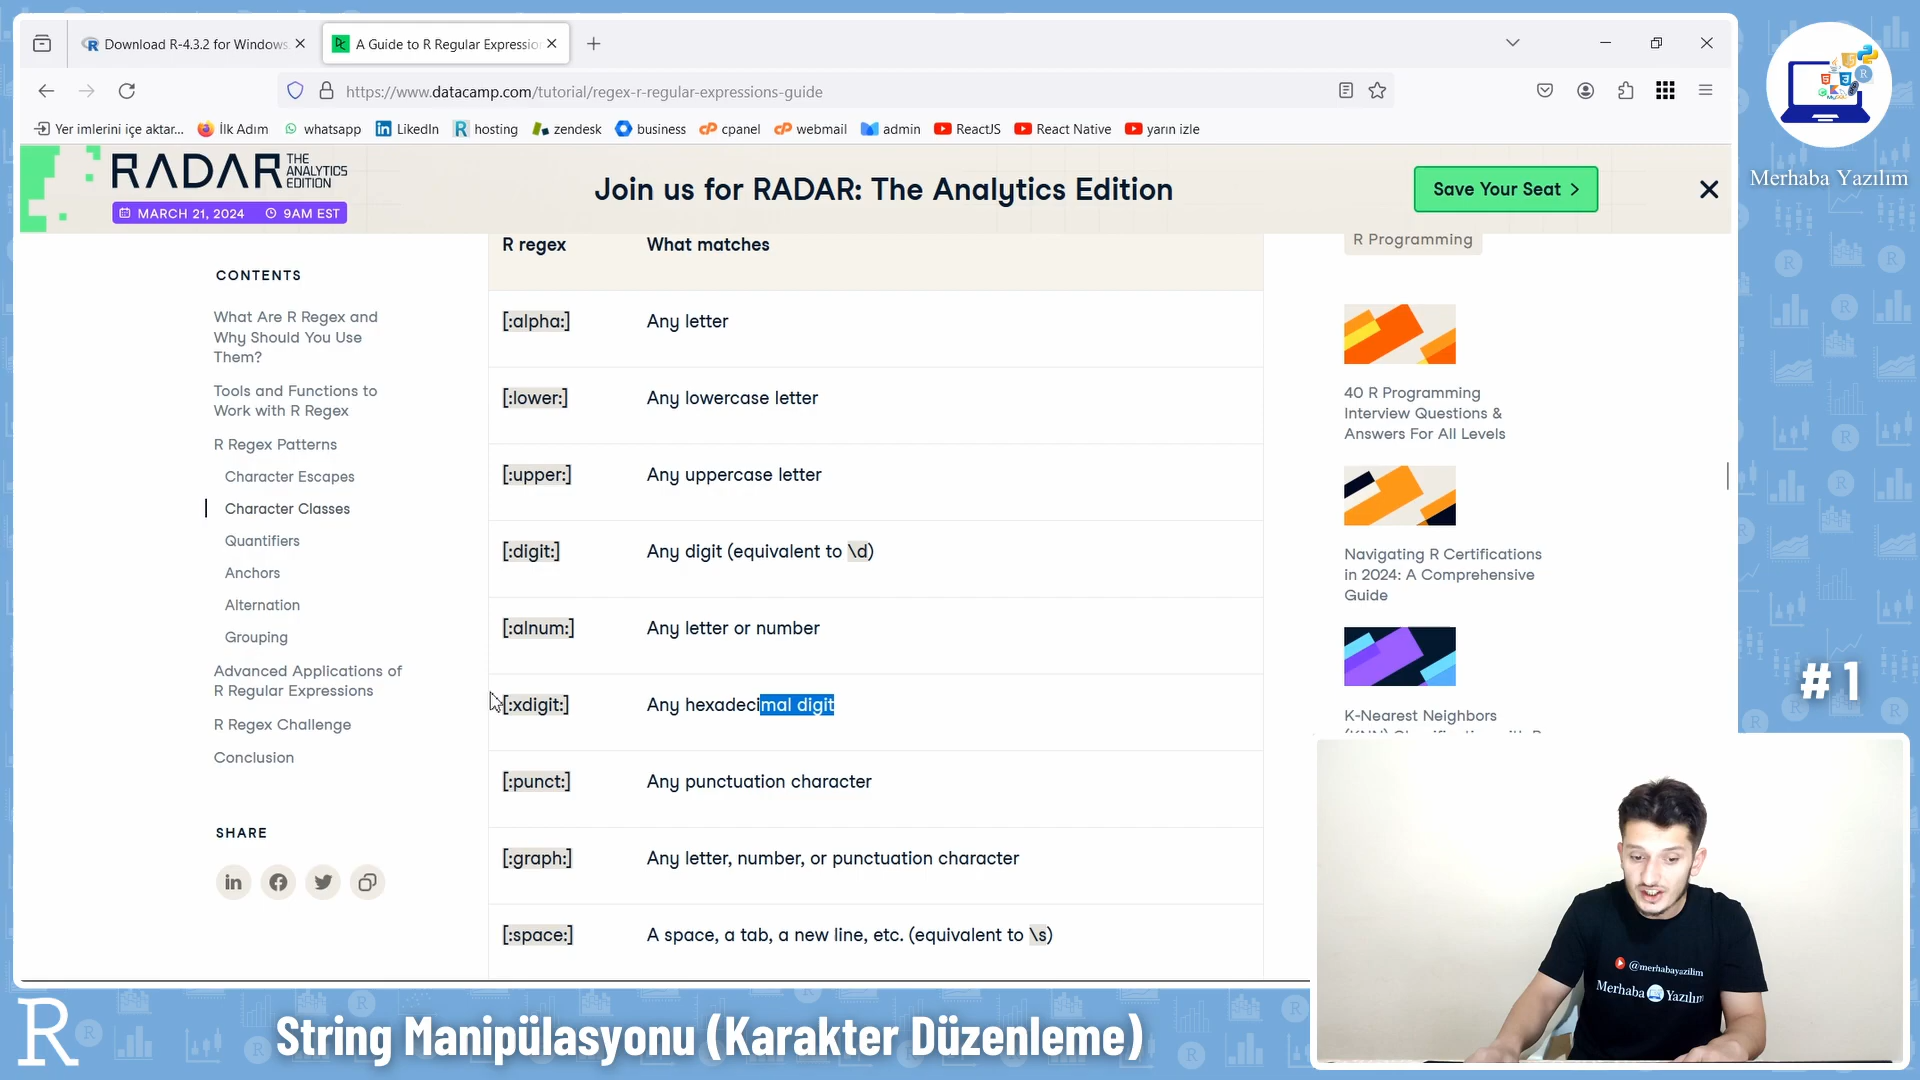 Download R-4.3.2 for Windows.
A Guide to R Regular Expressio
https://www.datacamp.com/tutorial/regex-r-regular-expressions-guide
Yer imlerini içe aktar...
İlk Adım
whatsapp
LinkedIn
hosting
zendesk
business
cpanel
webmail
admin
ReactJS
React Native
yarın izle
Merhaba Yazılım
RADAR THE ANALYTICS EDITION
MARCH 21, 2024 9AM EST
Join us for RADAR: The Analytics Edition
Save Your Seat >
CONTENTS
What Are R Regex and
Why Should You Use
Them?
Tools and Functions to
Work with R Regex
R Regex Patterns
Character Escapes
Character Classes
Quantifiers
Anchors
Alternation
Grouping
Advanced Applications of
R Regular Expressions
R Regex Challenge
Conclusion
SHARE
R regex What matches
[:alpha:] Any letter
[:lower:] Any lowercase letter
[:upper:] Any uppercase letter
[:digit:] Any digit (equivalent to \d)
[:alnum:] Any letter or number
[:xdigit:] Any hexadecimal digit
[:punct:] Any punctuation character
[:graph:] Any letter, number, or punctuation character
[:space:] A space, a tab, a new line, etc. (equivalent to \s)
R Programming
40 R Programming
Interview Questions &
Answers For All Levels
Navigating R Certifications
in 2024: A Comprehensive
Guide
K-Nearest Neighbors
#1
@merhabayazilim
Merhaba Yazılım
R
String Manipülasyonu (Karakter Düzenleme)